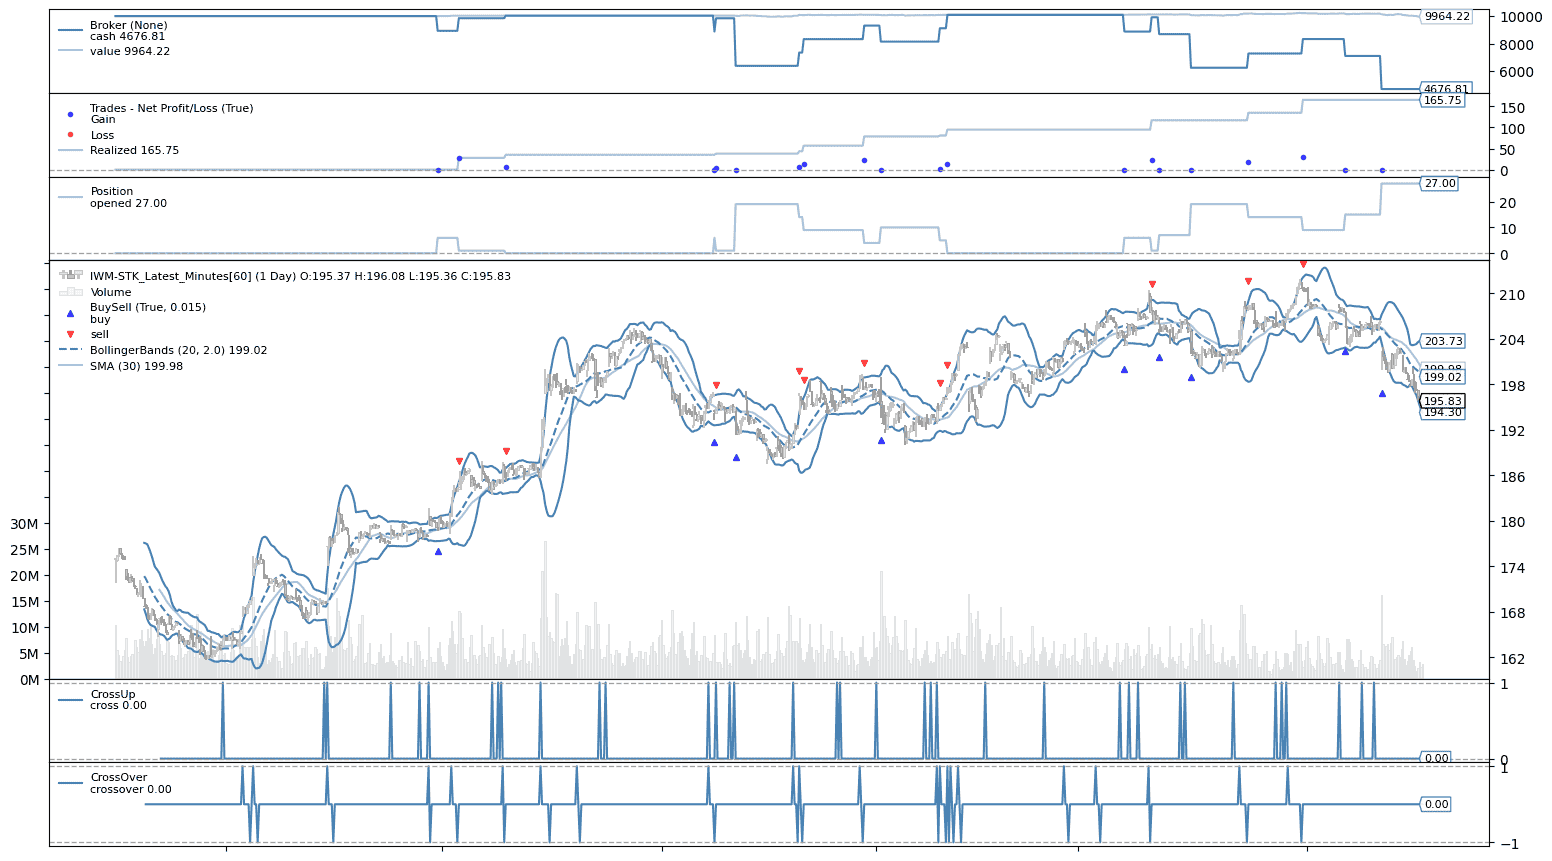 Broker (None)
cash 4676.81
value 9964.22
9964.22
10000
8000
6000
4676.81
Trades - Net Profit/Loss (True)
Gain
Loss
Realized 165.75
165.75
150
100
50
0
Position
opened 27.00
27.00
20
10
0
IWM-STK_Latest_Minutes[60] (1 Day) O:195.37 H:196.08 L:195.36 C:195.83
Volume
BuySell (True, 0.015)
buy
sell
BollingerBands (20, 2.0) 199.02
SMA (30) 199.98
210
204
203.73
199.98
199.02
198
195.83
194.30
192
186
180
174
168
162
30M
25M
20M
15M
10M
5M
0M
CrossUp
cross 0.00
1
0.00
0
CrossOver
crossover 0.00
1
0.00
−1